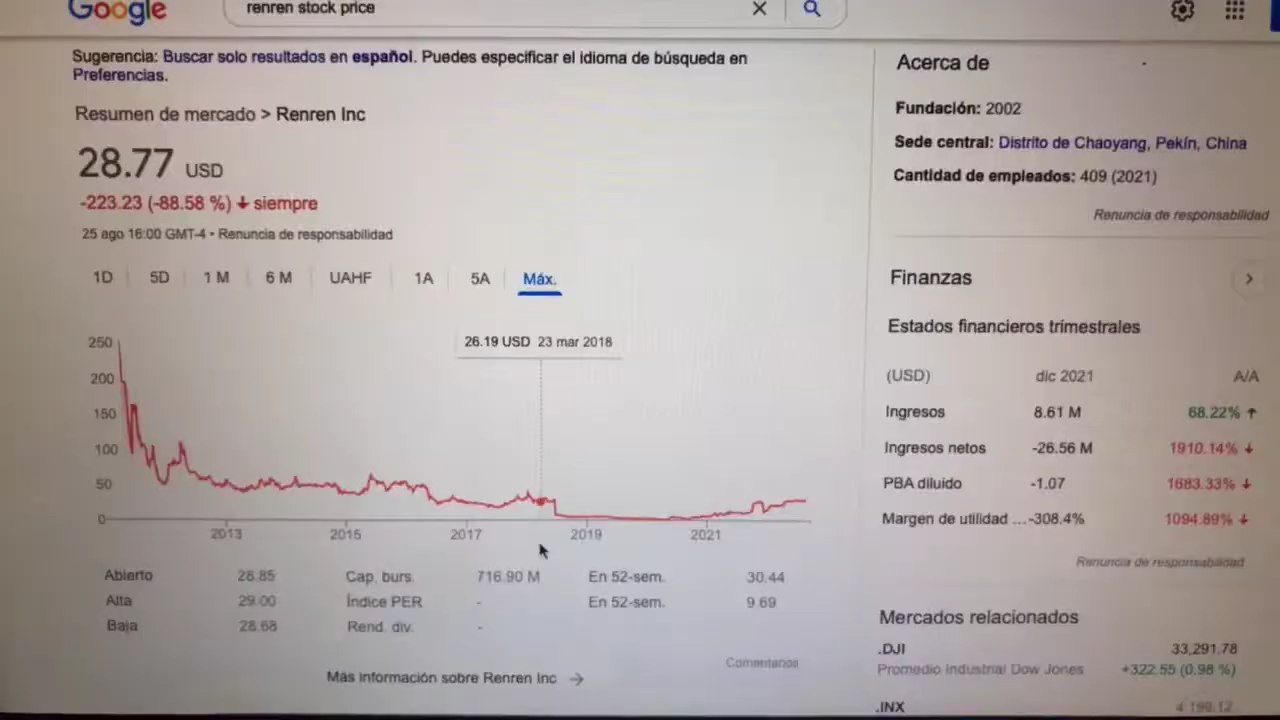 Google
renren stock price
Sugerencia: Buscar solo resultados en español. Puedes especificar el idioma de búsqueda en
Preferencias.
Resumen de mercado > Renren Inc
28.77 USD
-223.23 (-88.58 %) ↓ siempre
25 ago 16:00 GMT-4 • Renuncia de responsabilidad
1D 5D 1 M 6 M UAHF 1A 5A Máx.
26.19 USD 23 mar 2018
250
200
150
100
50
0
2013 2015 2017 2019 2021
Abierto 28.85 Cap. burs. 716.90 M En 52-sem. 30.44
Alta 29.00 Índice PER - En 52-sem. 9.69
Baja 28.68 Rend. div. -
Comentarios
Más información sobre Renren Inc →
Acerca de
Fundación: 2002
Sede central: Distrito de Chaoyang, Pekín, China
Cantidad de empleados: 409 (2021)
Renuncia de responsabilidad
Finanzas
Estados financieros trimestrales
(USD) dic 2021 A/A
Ingresos 8.61 M 68.22% ↑
Ingresos netos -26.56 M 1910.14% ↓
PBA diluido -1.07 1683.33% ↓
Margen de utilidad ... -308.4% 1094.89% ↓
Renuncia de responsabilidad
Mercados relacionados
.DJI 33,291.78
Promedio Industrial Dow Jones +322.55 (0.98 %)
.INX 4,199.12